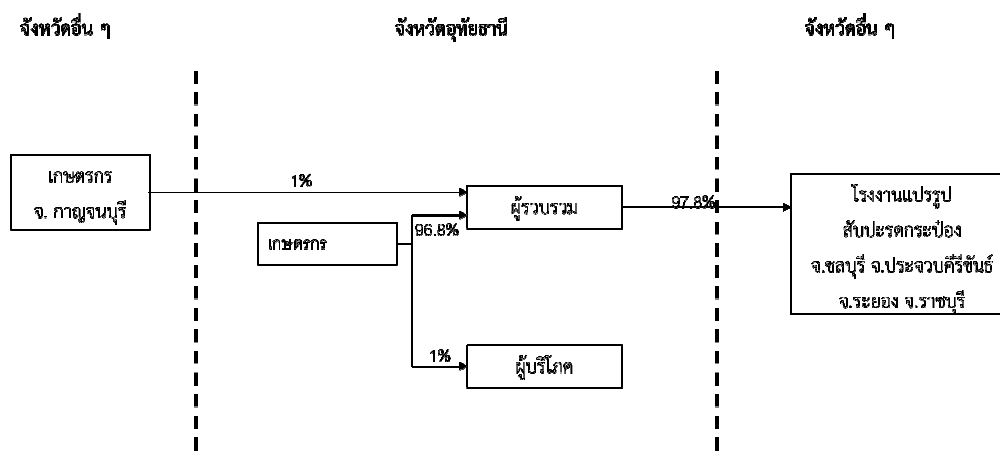 จังหวัดอื่น ๆ
จังหวัดอุทัยธานี
จังหวัดอื่น ๆ
เกษตรกร
จ. กาญจนบุรี
1%
ผู้รวบรวม
97.8%
โรงงานแปรรูป
สับปะรดกระป๋อง
จ.ชลบุรี จ.ประจวบคีรีขันธ์
จ.ระยอง จ.ราชบุรี
เกษตรกร
96.8%
1%
ผู้บริโภค